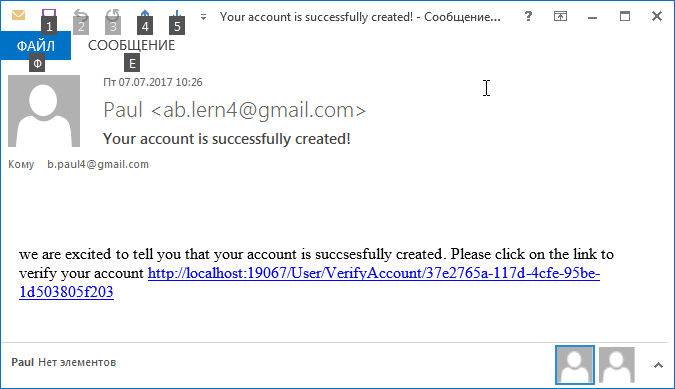 Your account is successfully created! - Сообщение...
1 2 3 4 5
ФАЙЛ СООБЩЕНИЕ
Ф Е
Пт 07.07.2017 10:26
Paul <ab.lern4@gmail.com>
Your account is successfully created!
Кому b.paul4@gmail.com
we are excited to tell you that your account is succsesfully created. Please click on the link to
verify your account http://localhost:19067/User/VerifyAccount/37e2765a-117d-4cfe-95be-
1d503805f203
Paul Нет элементов